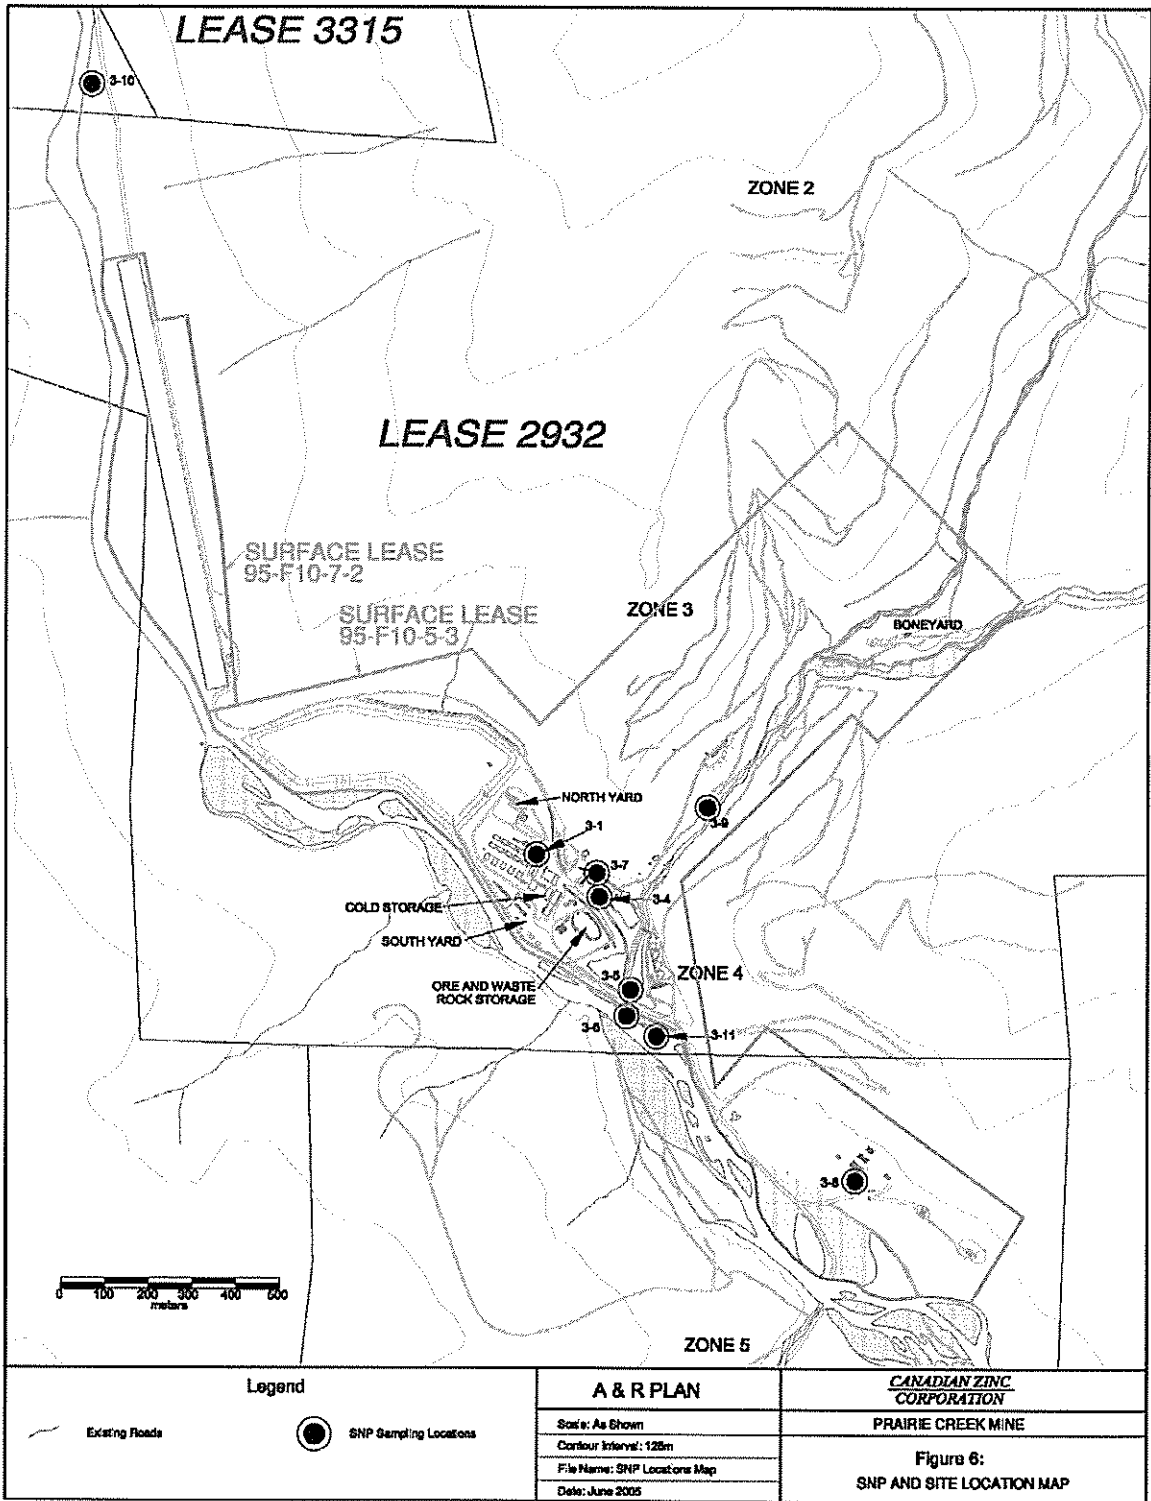 LEASE 3315
3-10
ZONE 2
LEASE 2932
SURFACE LEASE
95-F10-7-2
SURFACE LEASE
95-F10-5-3
ZONE 3
BONEYARD
NORTH YARD
3-1
3-9
3-7
3-4
COLD STORAGE
SOUTH YARD
ORE AND WASTE
ROCK STORAGE
3-5
ZONE 4
3-6
3-11
3-8
0 100 200 300 400 500
meters
ZONE 5
Legend
Existing Roads
SNP Sampling Locations
A & R PLAN
Scale: As Shown
Contour Interval: 125m
File Name: SNP Locations Map
Date: June 2005
CANADIAN ZINC
CORPORATION
PRAIRIE CREEK MINE
Figure 6:
SNP AND SITE LOCATION MAP